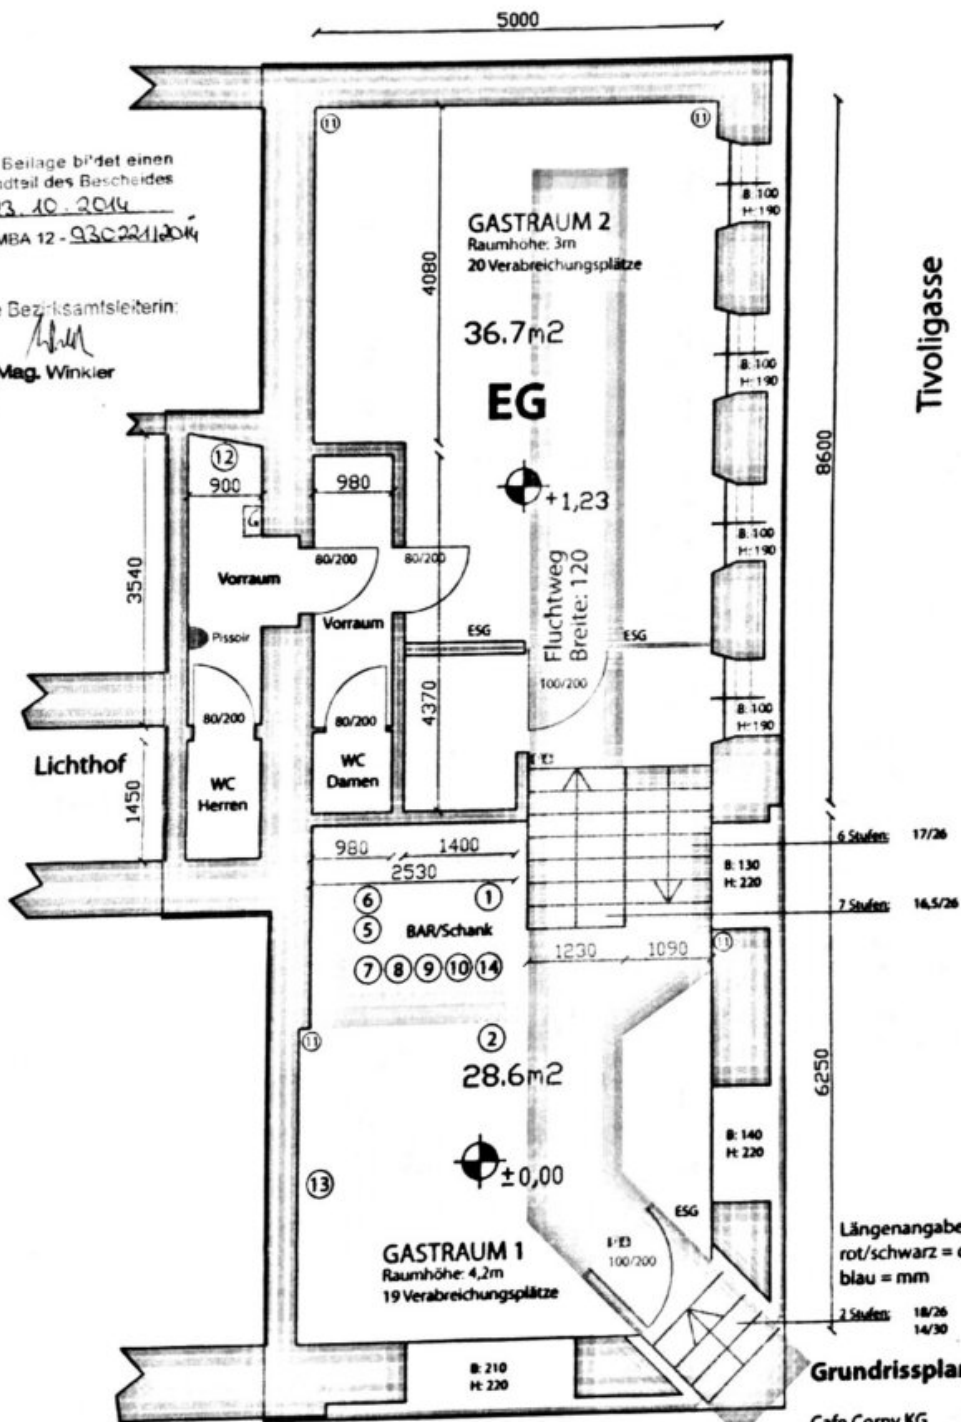 5000
11
11
Beilage bildet einen
dteil des Bescheides
3. 10. 2014
MBA 12 - 930221/2014
Bezirksamtsleiterin:
Mag. Winkler
GASTRAUM 2
Raumhöhe: 3m
20 Verabreichungsplätze
36.7m2
EG
+1,23
4080
B: 100
H: 190
B: 100
H: 190
B: 100
H: 190
B: 100
H: 190
Tivoligasse
8600
12
900
980
80/200
80/200
Vorraum
Vorraum
3540
Pissoir
ESG
ESG
Fluchtweg
Breite: 120
100/200
4370
80/200
80/200
Lichthof
WC
Herren
WC
Damen
1450
6 Stufen: 17/26
980
1400
2530
B: 130
H: 220
6
1
7 Stufen: 16,5/26
5
BAR/Schank
11
1230
1090
7 8 9 10 14
11
2
28.6m2
6250
B: 140
H: 220
±0,00
13
ESG
GASTRAUM 1
Raumhöhe: 4,2m
19 Verabreichungsplätze
100/200
Längenangabe
rot/schwarz = c
blau = mm
2 Stufen: 18/26
14/30
B: 210
H: 220
Grundrissplan
Cafe Corny KG